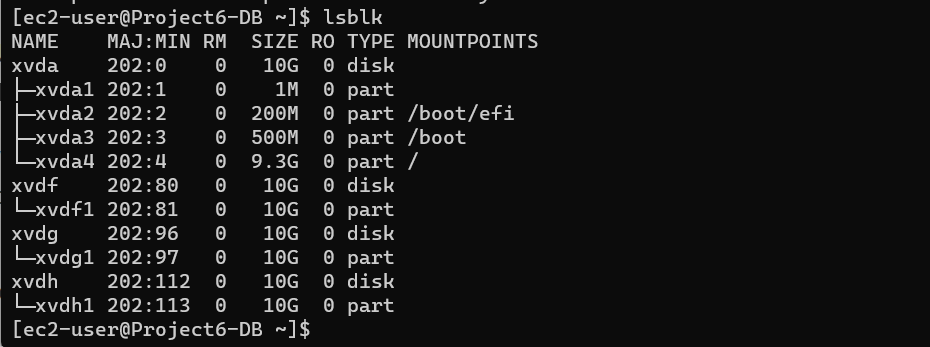 [ec2-user@Project6-DB ~]$ lsblk
NAME    MAJ:MIN RM  SIZE RO TYPE MOUNTPOINTS
xvda    202:0    0   10G  0 disk
├─xvda1 202:1    0    1M  0 part
├─xvda2 202:2    0  200M  0 part /boot/efi
├─xvda3 202:3    0  500M  0 part /boot
└─xvda4 202:4    0  9.3G  0 part /
xvdf    202:80   0   10G  0 disk
└─xvdf1 202:81   0   10G  0 part
xvdg    202:96   0   10G  0 disk
└─xvdg1 202:97   0   10G  0 part
xvdh    202:112  0   10G  0 disk
└─xvdh1 202:113  0   10G  0 part
[ec2-user@Project6-DB ~]$